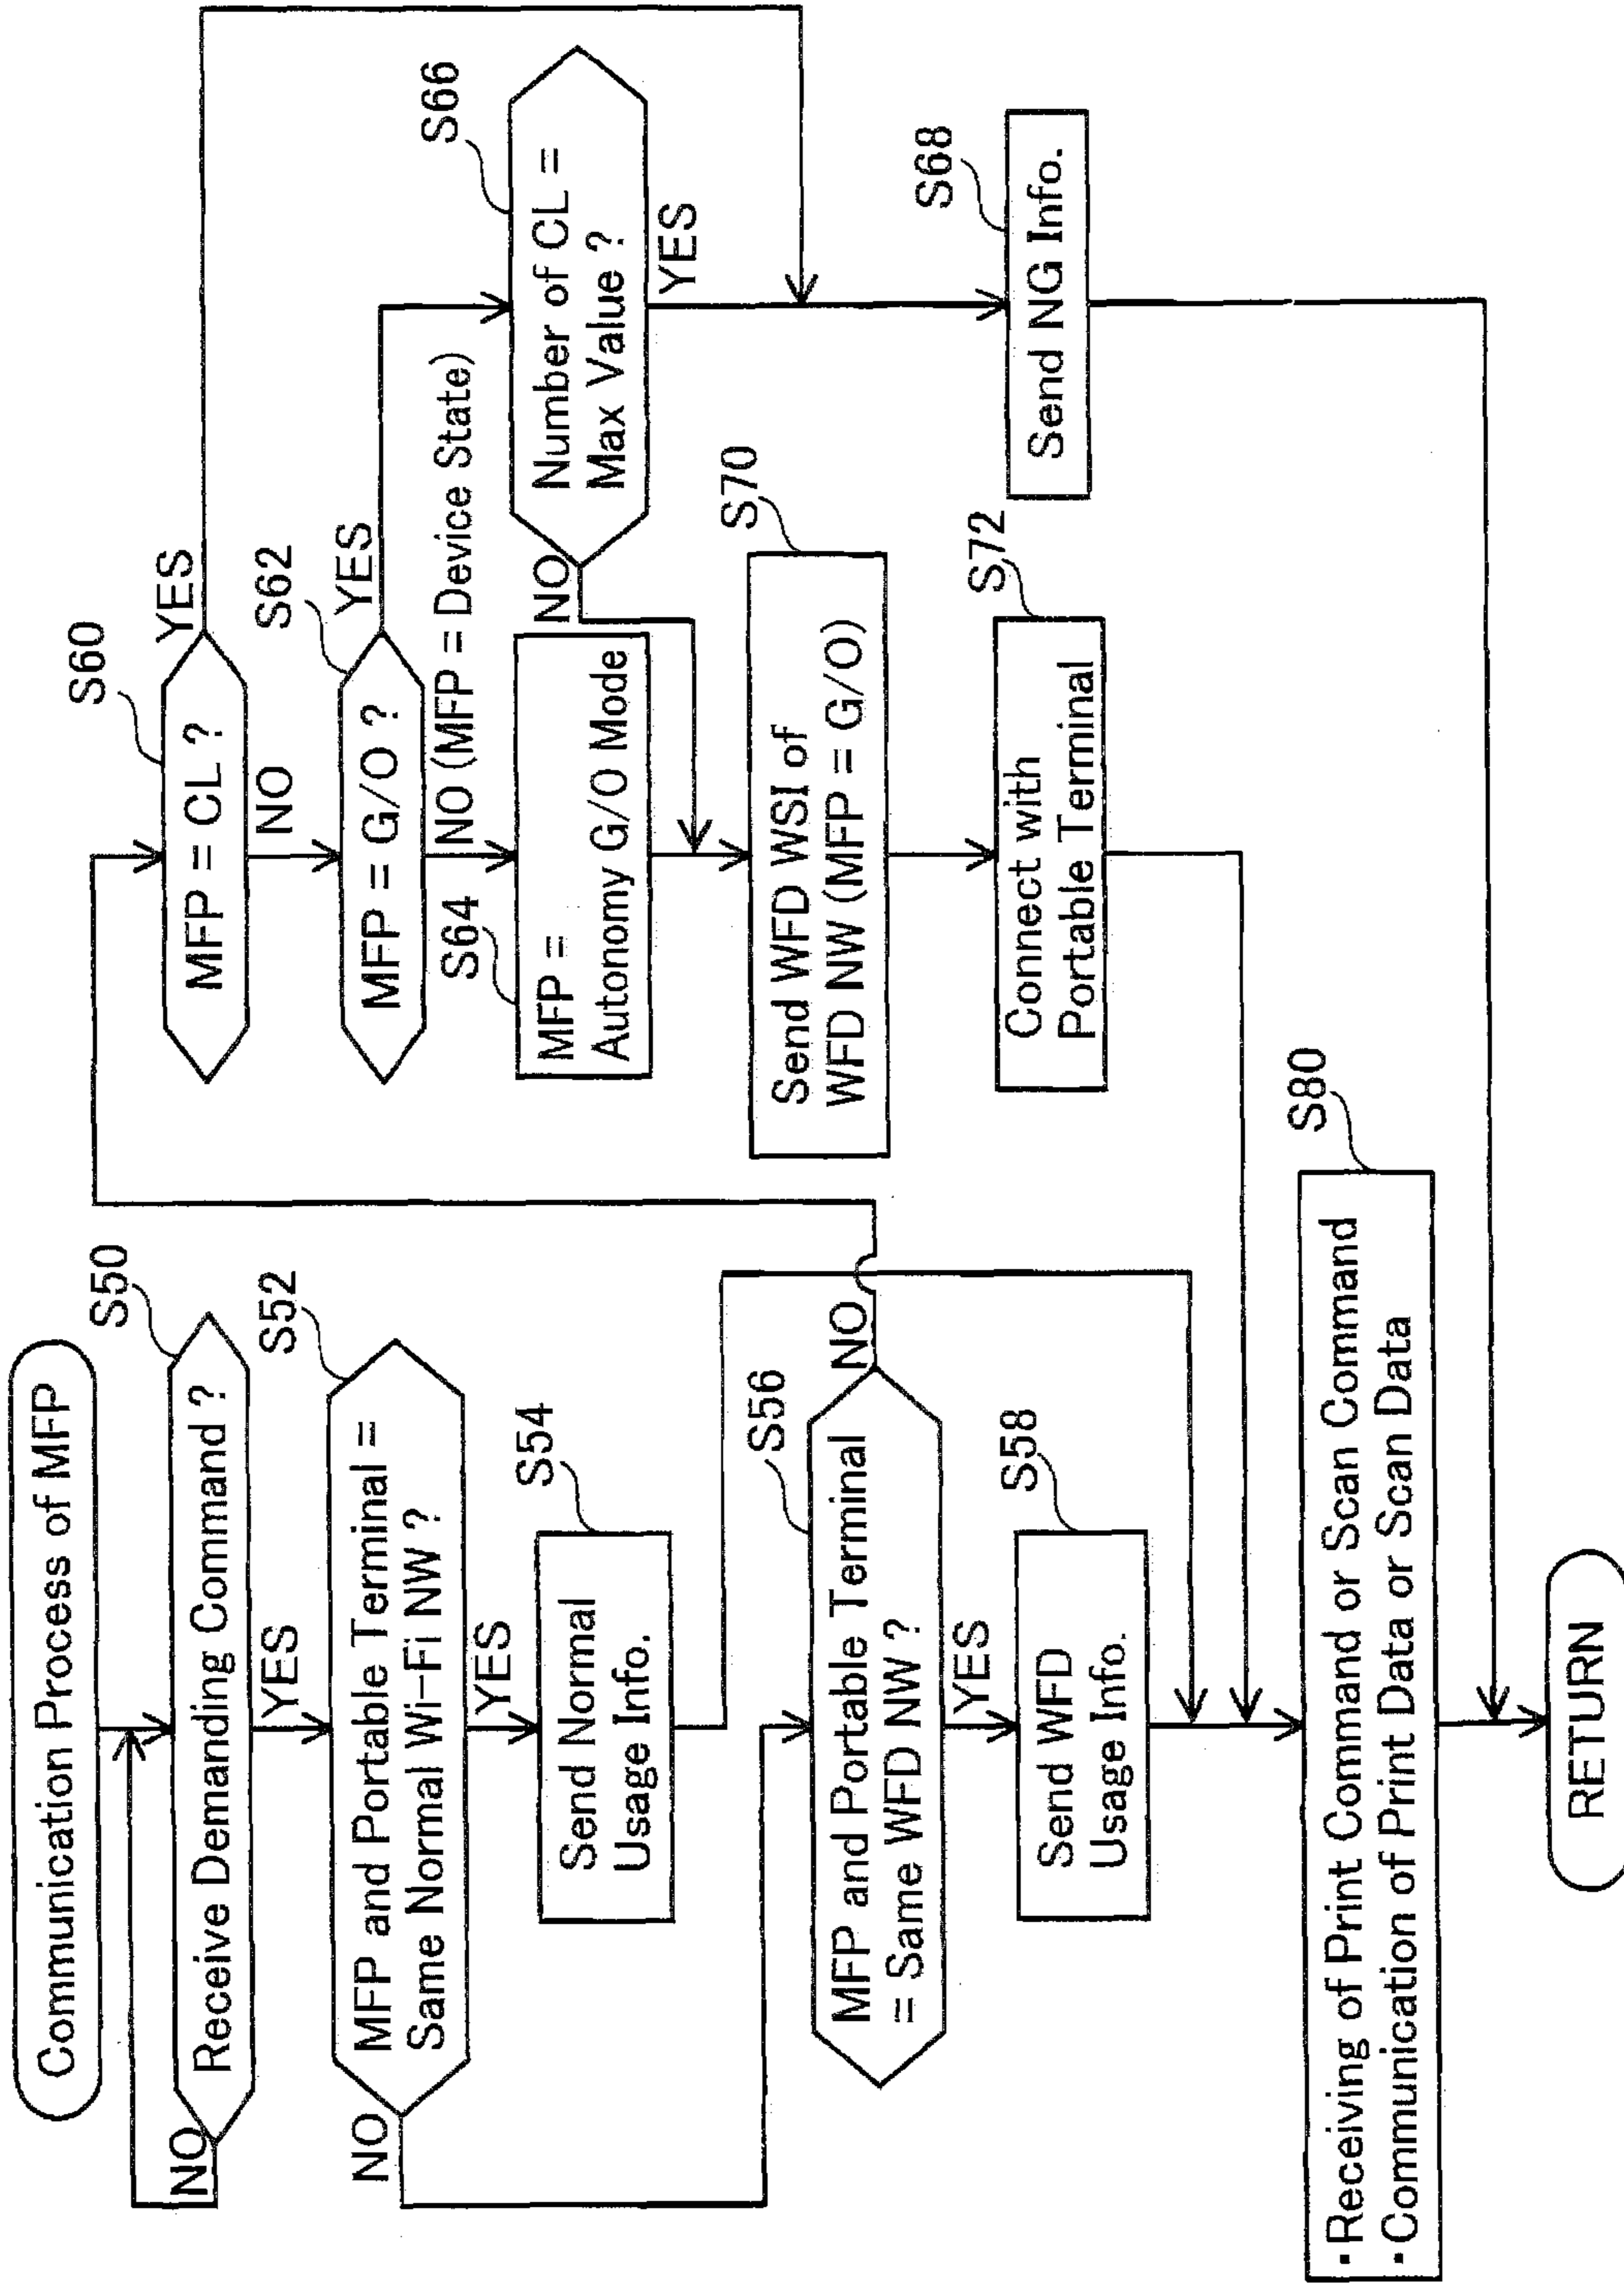 Communication Process of MFP
S50
Receive Demanding Command ?
NO
YES
S52
MFP and Portable Terminal =
Same Normal Wi-Fi NW ?
NO
YES
S54
Send Normal
Usage Info.
S56
MFP and Portable Terminal
= Same WFD NW ?
NO
YES
S58
Send WFD
Usage Info.
S60
MFP = CL ?
YES
NO
S62
MFP = G/O ?
YES
NO (MFP = Device State)
S64
MFP =
Autonomy G/O Mode
S66
Number of CL =
Max Value ?
NO
YES
S68
Send NG Info.
S70
Send WFD WSI of
WFD NW (MFP = G/O)
S72
Connect with
Portable Terminal
S80
・Receiving of Print Command or Scan Command
・Communication of Print Data or Scan Data
RETURN